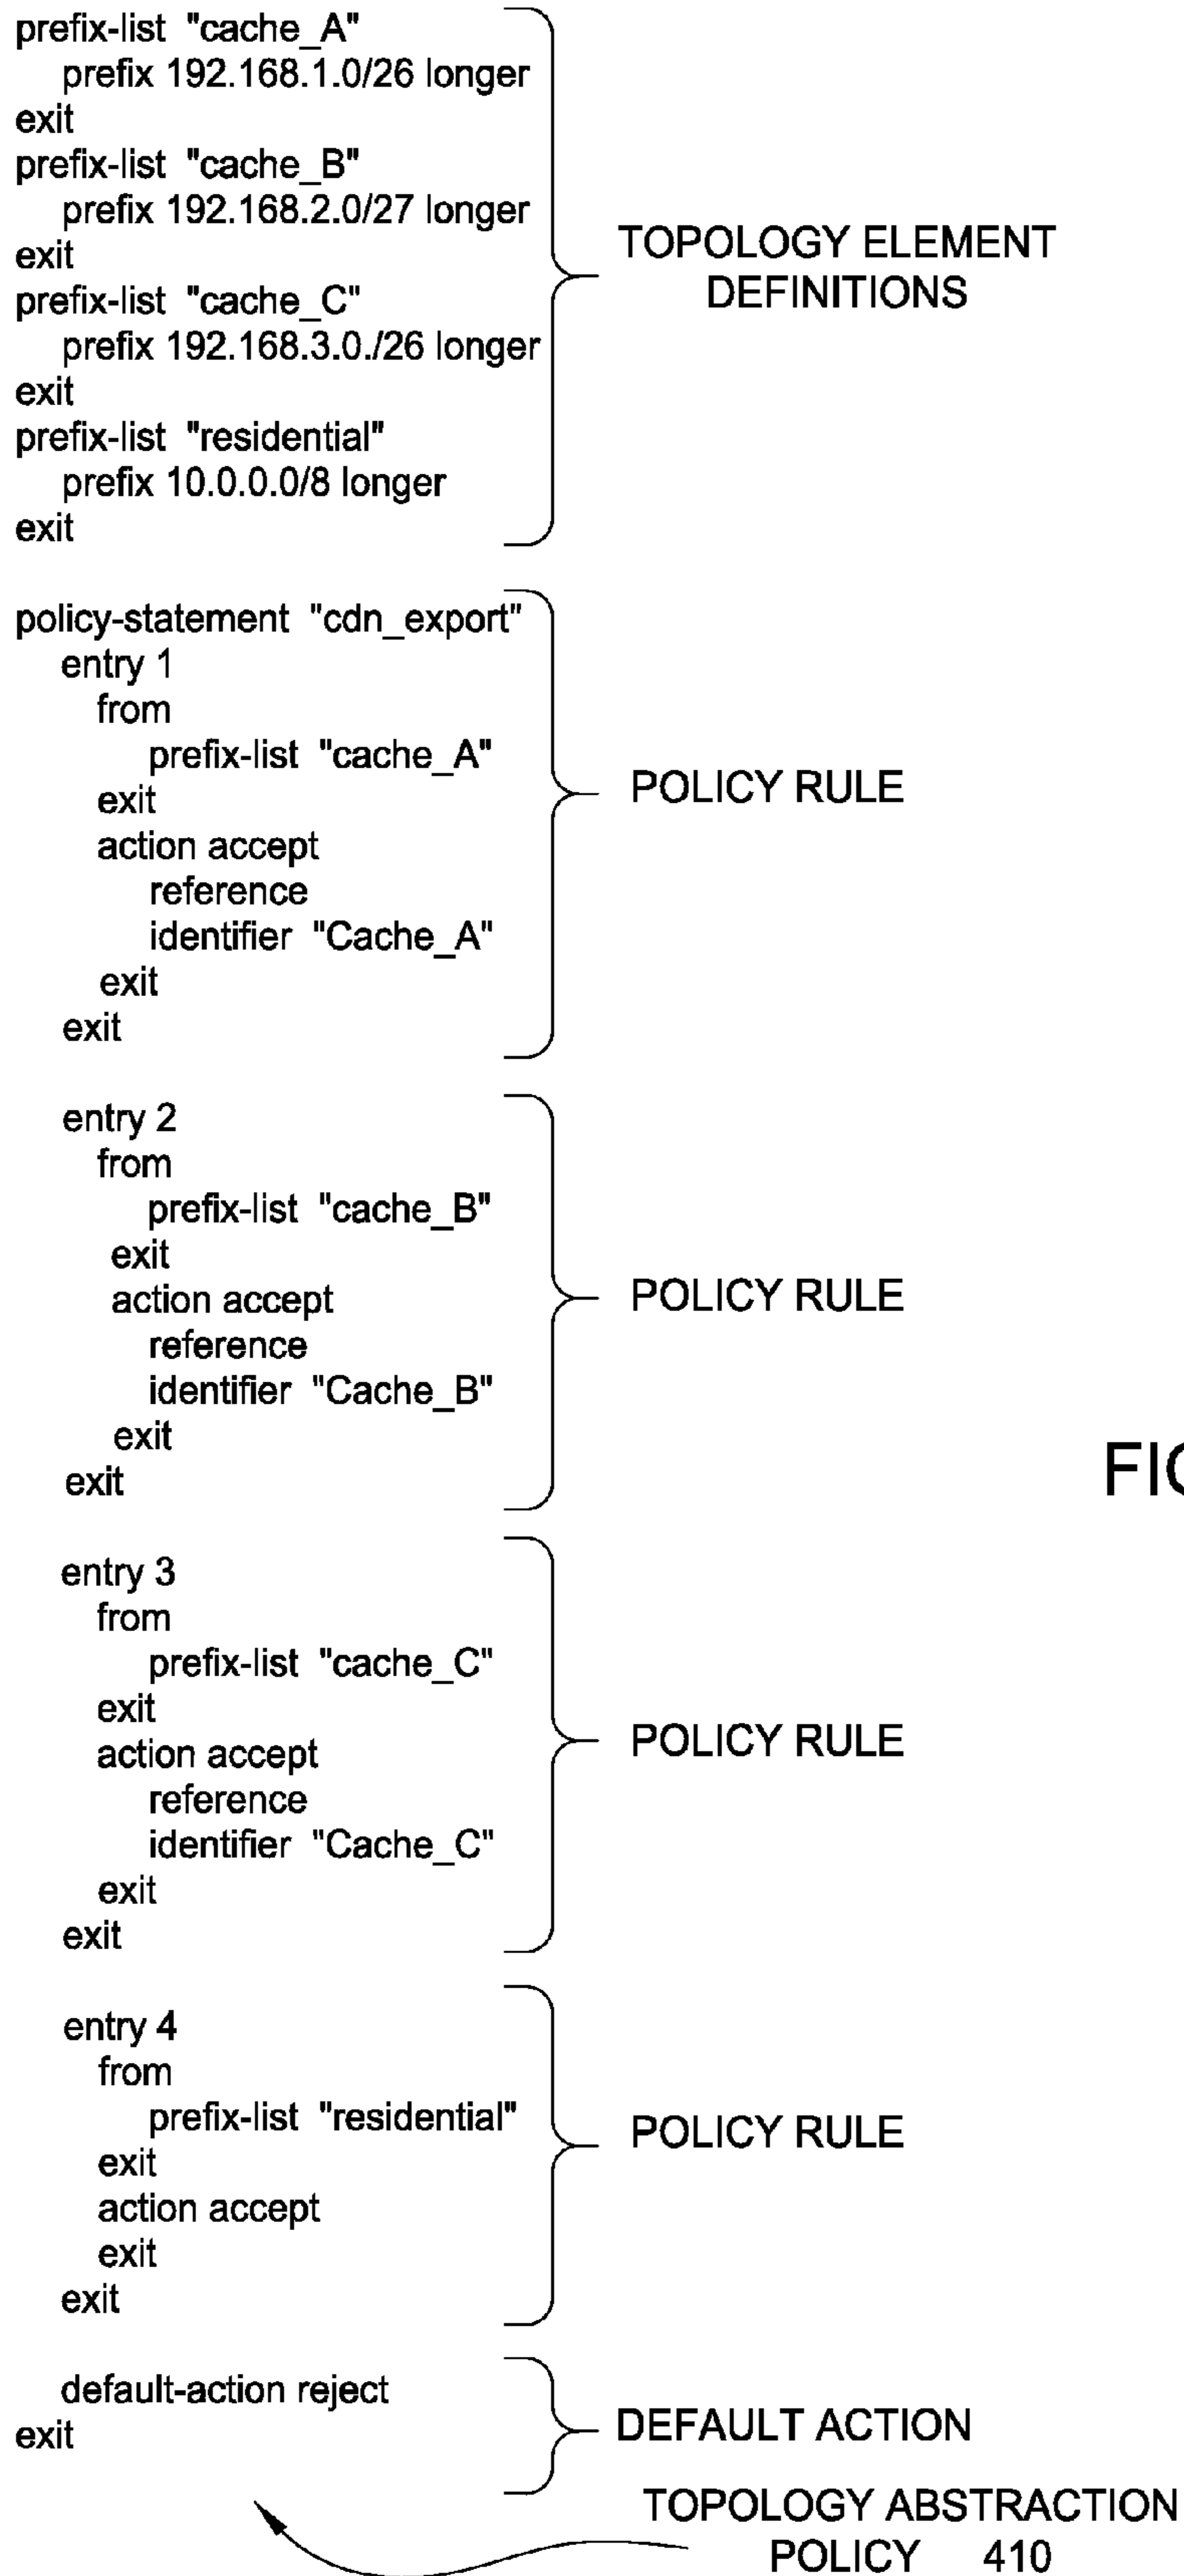 prefix-list "cache_A"
prefix 192.168.1.0/26 longer
exit
prefix-list "cache_B"
prefix 192.168.2.0/27 longer
exit
prefix-list "cache_C"
prefix 192.168.3.0./26 longer
exit
prefix-list "residential"
prefix 10.0.0.0/8 longer
exit
TOPOLOGY ELEMENT
DEFINITIONS
policy-statement "cdn_export"
entry 1
from
prefix-list "cache_A"
exit
action accept
reference
identifier "Cache_A"
exit
exit
POLICY RULE
entry 2
from
prefix-list "cache_B"
exit
action accept
reference
identifier "Cache_B"
exit
exit
POLICY RULE
FIG
entry 3
from
prefix-list "cache_C"
exit
action accept
reference
identifier "Cache_C"
exit
exit
POLICY RULE
entry 4
from
prefix-list "residential"
exit
action accept
exit
exit
POLICY RULE
default-action reject
exit
DEFAULT ACTION
TOPOLOGY ABSTRACTION
POLICY 410